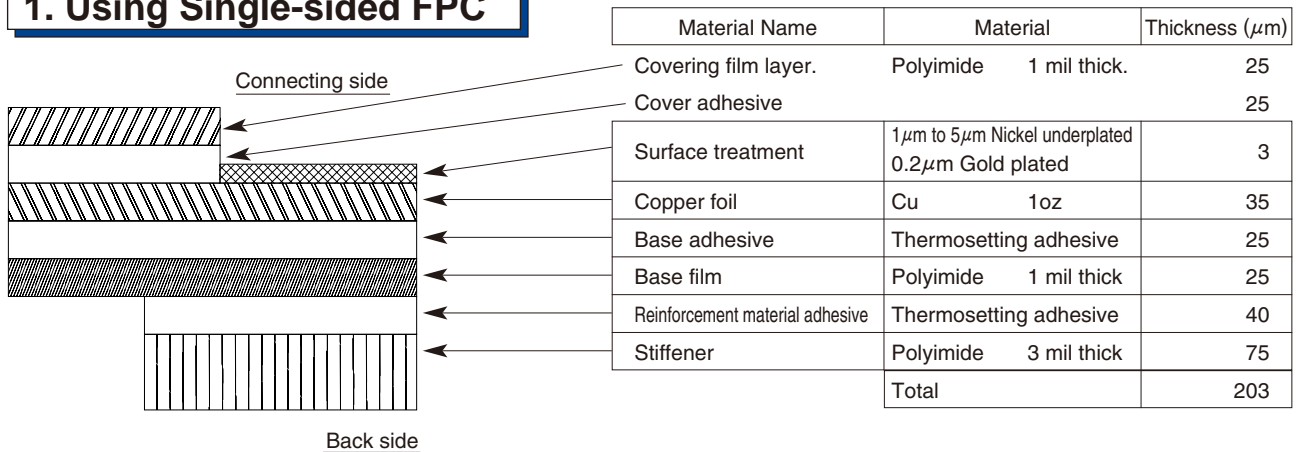 1. Using Single-sided FPC
Connecting side
Back side
Material Name Material Thickness (μm)
Covering film layer. Polyimide 1 mil thick. 25
Cover adhesive 25
Surface treatment 1μm to 5μm Nickel underplated 3
0.2μm Gold plated
Copper foil Cu 1oz 35
Base adhesive Thermosetting adhesive 25
Base film Polyimide 1 mil thick 25
Reinforcement material adhesive Thermosetting adhesive 40
Stiffener Polyimide 3 mil thick 75
Total 203